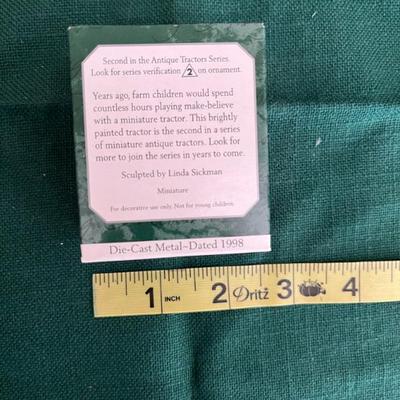 Second in the Antique Tractors Series.
Look for series verification 2 on ornament.
Years ago, farm children would spend
countless hours playing make-believe
with a miniature tractor. This brightly
painted tractor is the second in a series
of miniature antique tractors. Look for
more to join the series in years to come.
Sculpted by Linda Sickman
Miniature
For decorative use only. Not for young children.
Die-Cast Metal~Dated 1998
1 INCH 2 Dritz 3 4